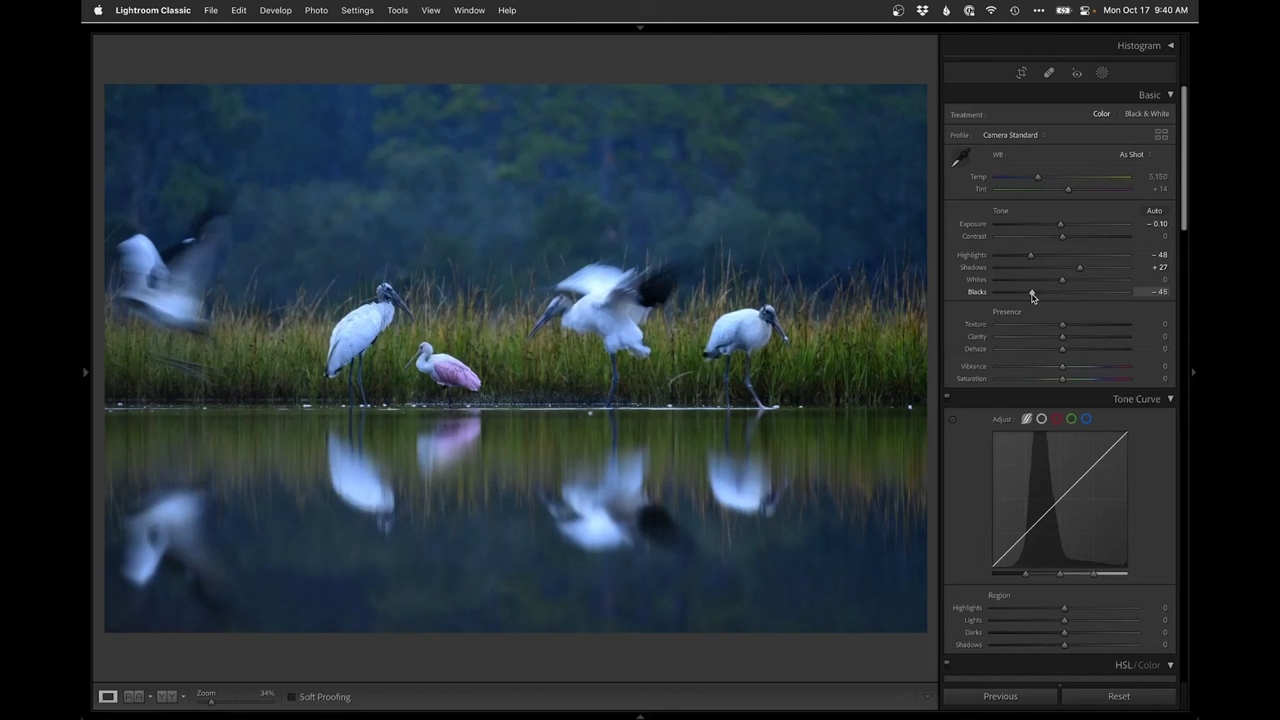 Lightroom Classic File Edit Develop Photo Settings Tools View Window Help Mon Oct 17 9:40 AM
Histogram
Basic
Treatment : Color Black & White
Profile : Camera Standard
WB : As Shot
Temp 5,150
Tint + 14
Tone Auto
Exposure − 0.10
Contrast 0
Highlights − 48
Shadows + 27
Whites 0
Blacks − 45
Presence
Texture 0
Clarity 0
Dehaze 0
Vibrance 0
Saturation 0
Tone Curve
Adjust :
Region
Highlights 0
Lights 0
Darks 0
Shadows 0
HSL / Color
Zoom 34% Soft Proofing Previous Reset